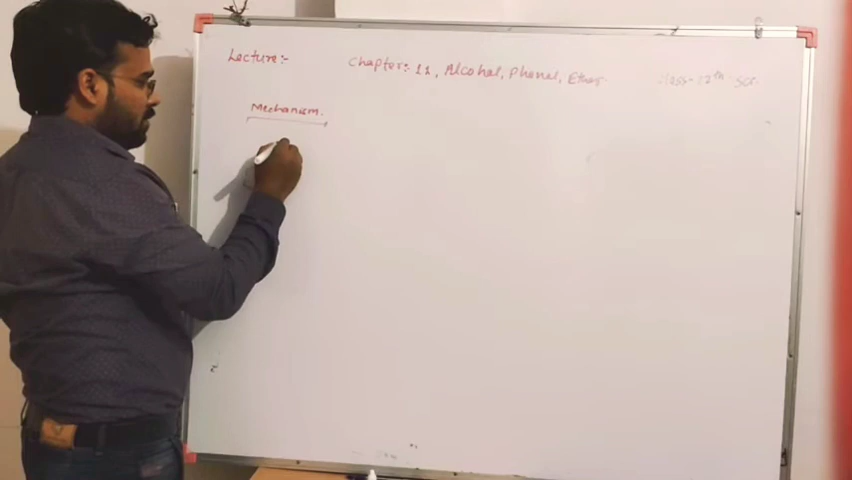 Lecture:- Chapter:- 11, Alcohol, Phenol, Ether Class-12th Sci.
Mechanism.